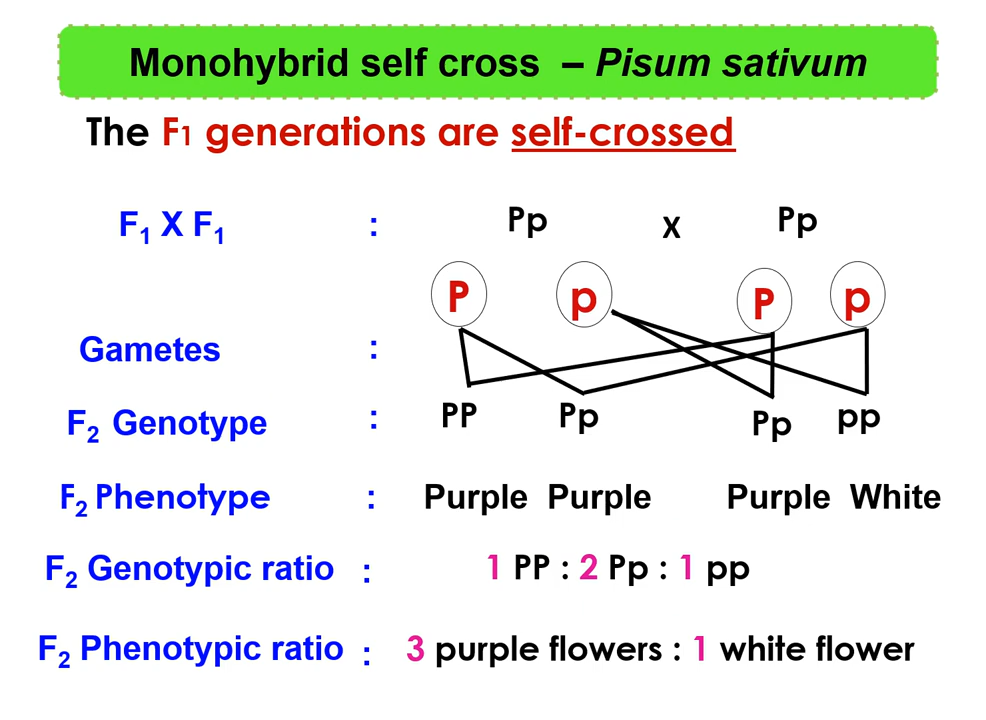 Monohybrid self cross – Pisum sativum
The F1 generations are self-crossed
F1 X F1 : Pp X Pp
P p P p
Gametes :
F2 Genotype : PP Pp Pp pp
F2 Phenotype : Purple Purple Purple White
F2 Genotypic ratio : 1 PP : 2 Pp : 1 pp
F2 Phenotypic ratio : 3 purple flowers : 1 white flower